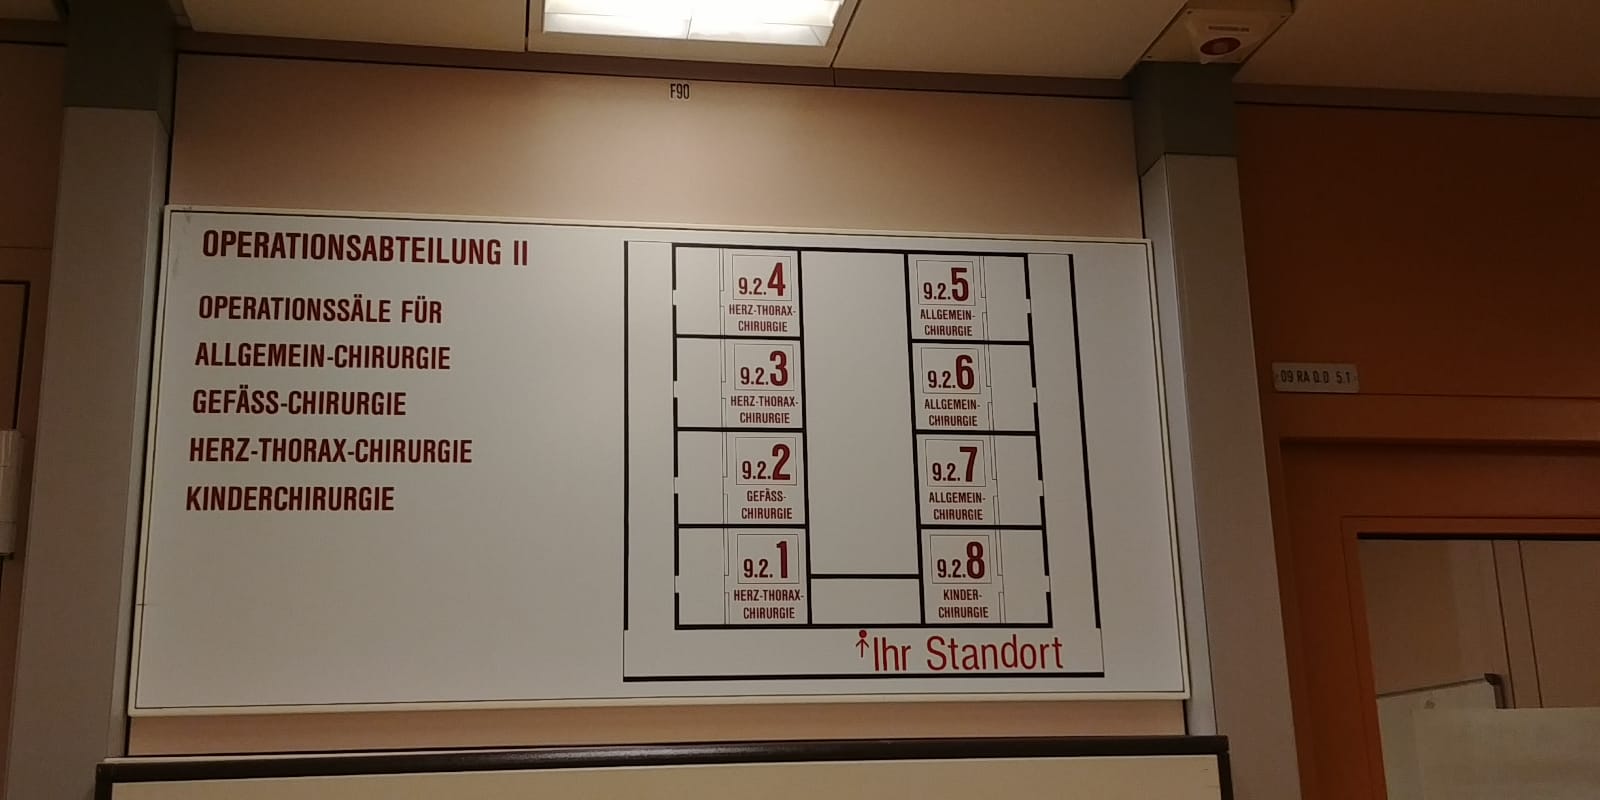 F90
OPERATIONSABTEILUNG II
OPERATIONSSÄLE FÜR
ALLGEMEIN-CHIRURGIE
GEFÄSS-CHIRURGIE
HERZ-THORAX-CHIRURGIE
KINDERCHIRURGIE
9.2.4
HERZ-THORAX-
CHIRURGIE
9.2.3
HERZ-THORAX-
CHIRURGIE
9.2.2
GEFÄSS-
CHIRURGIE
9.2.1
HERZ-THORAX-
CHIRURGIE
9.2.5
ALLGEMEIN-
CHIRURGIE
9.2.6
ALLGEMEIN-
CHIRURGIE
9.2.7
ALLGEMEIN-
CHIRURGIE
9.2.8
KINDER-
CHIRURGIE
Ihr Standort
09 RA 0.0 5.1